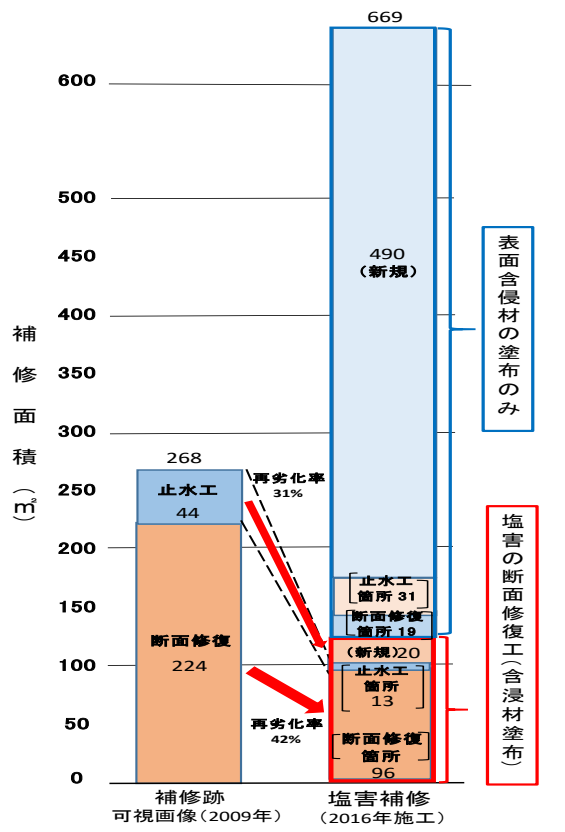 669
600
500
450
400
350
300
250
200
150
100
50
0
補修面積(㎡)
490
(新規)
表面含侵材の塗布のみ
268
再劣化率
31%
止水工
44
止水工
箇所 31
断面修復
箇所 19
(新規)20
断面修復
224
止水工
箇所
13
再劣化率
42%
断面修復
箇所
96
塩害の断面修復工(含浸材塗布)
補修跡
可視画像(2009年)
塩害補修
(2016年施工)